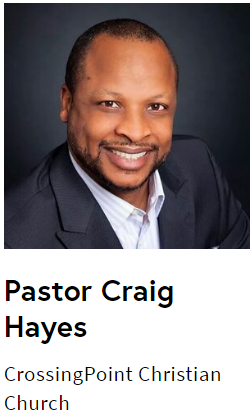 Pastor Craig
Hayes
CrossingPoint Christian
Church